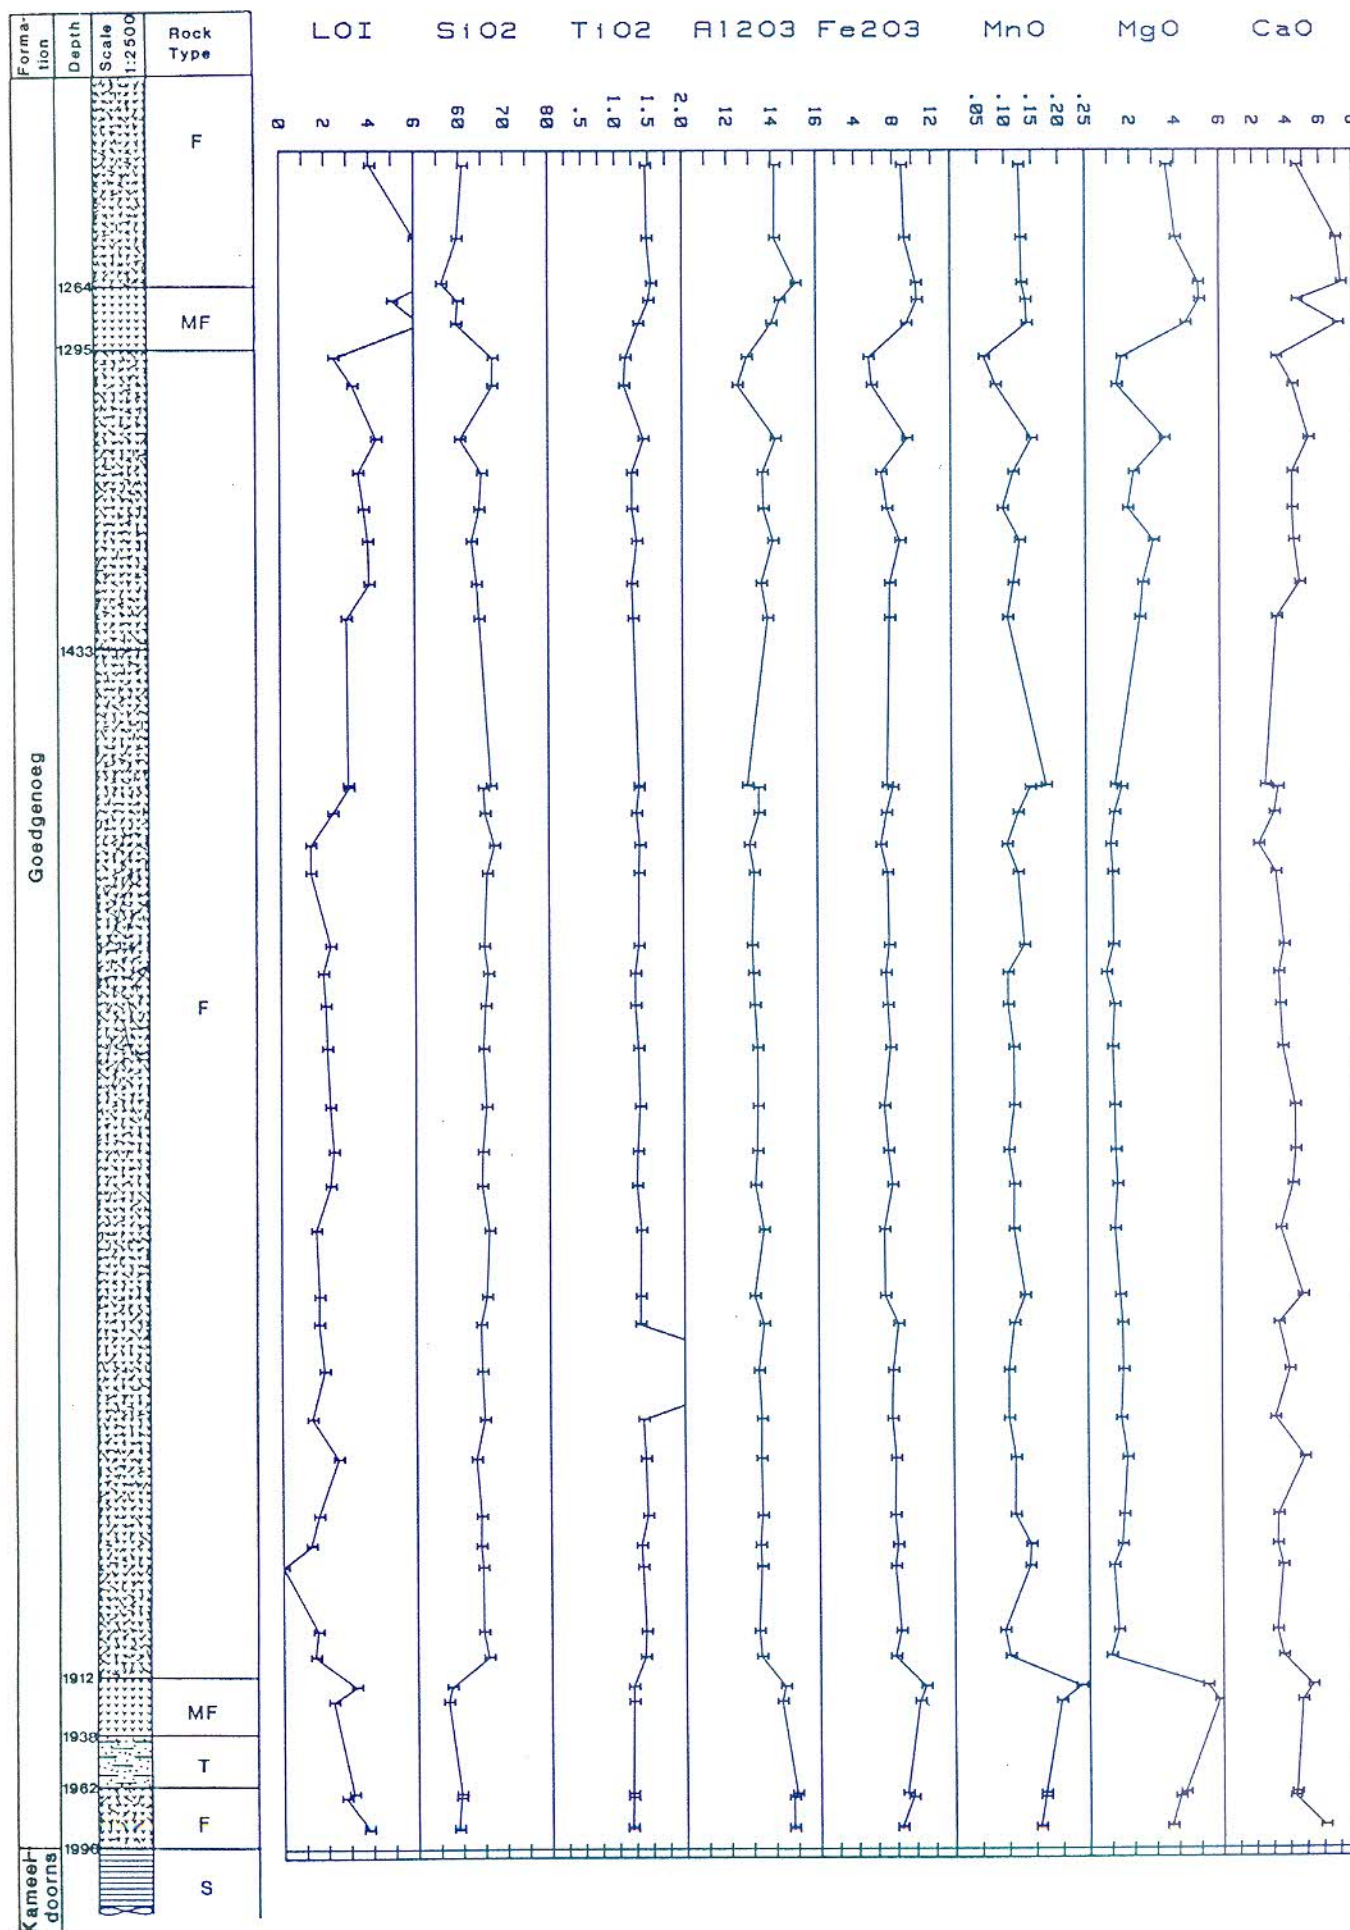 Forma-
tion
Depth
Scale
1:2500
Rock
Type
LOI
SiO2
TiO2
Al2O3
Fe2O3
MnO
MgO
CaO
0 2 4 6
60 70 80
.5 1.0 1.5 2.0
12 14 16
4 8 12
.05 .10 .15 .20 .25
2 4 6
2 4 6 8
F
1264
MF
1295
1433
Goedgenoeg
F
1912
MF
1938
T
1962
F
1990
Kameel-
doorns
S